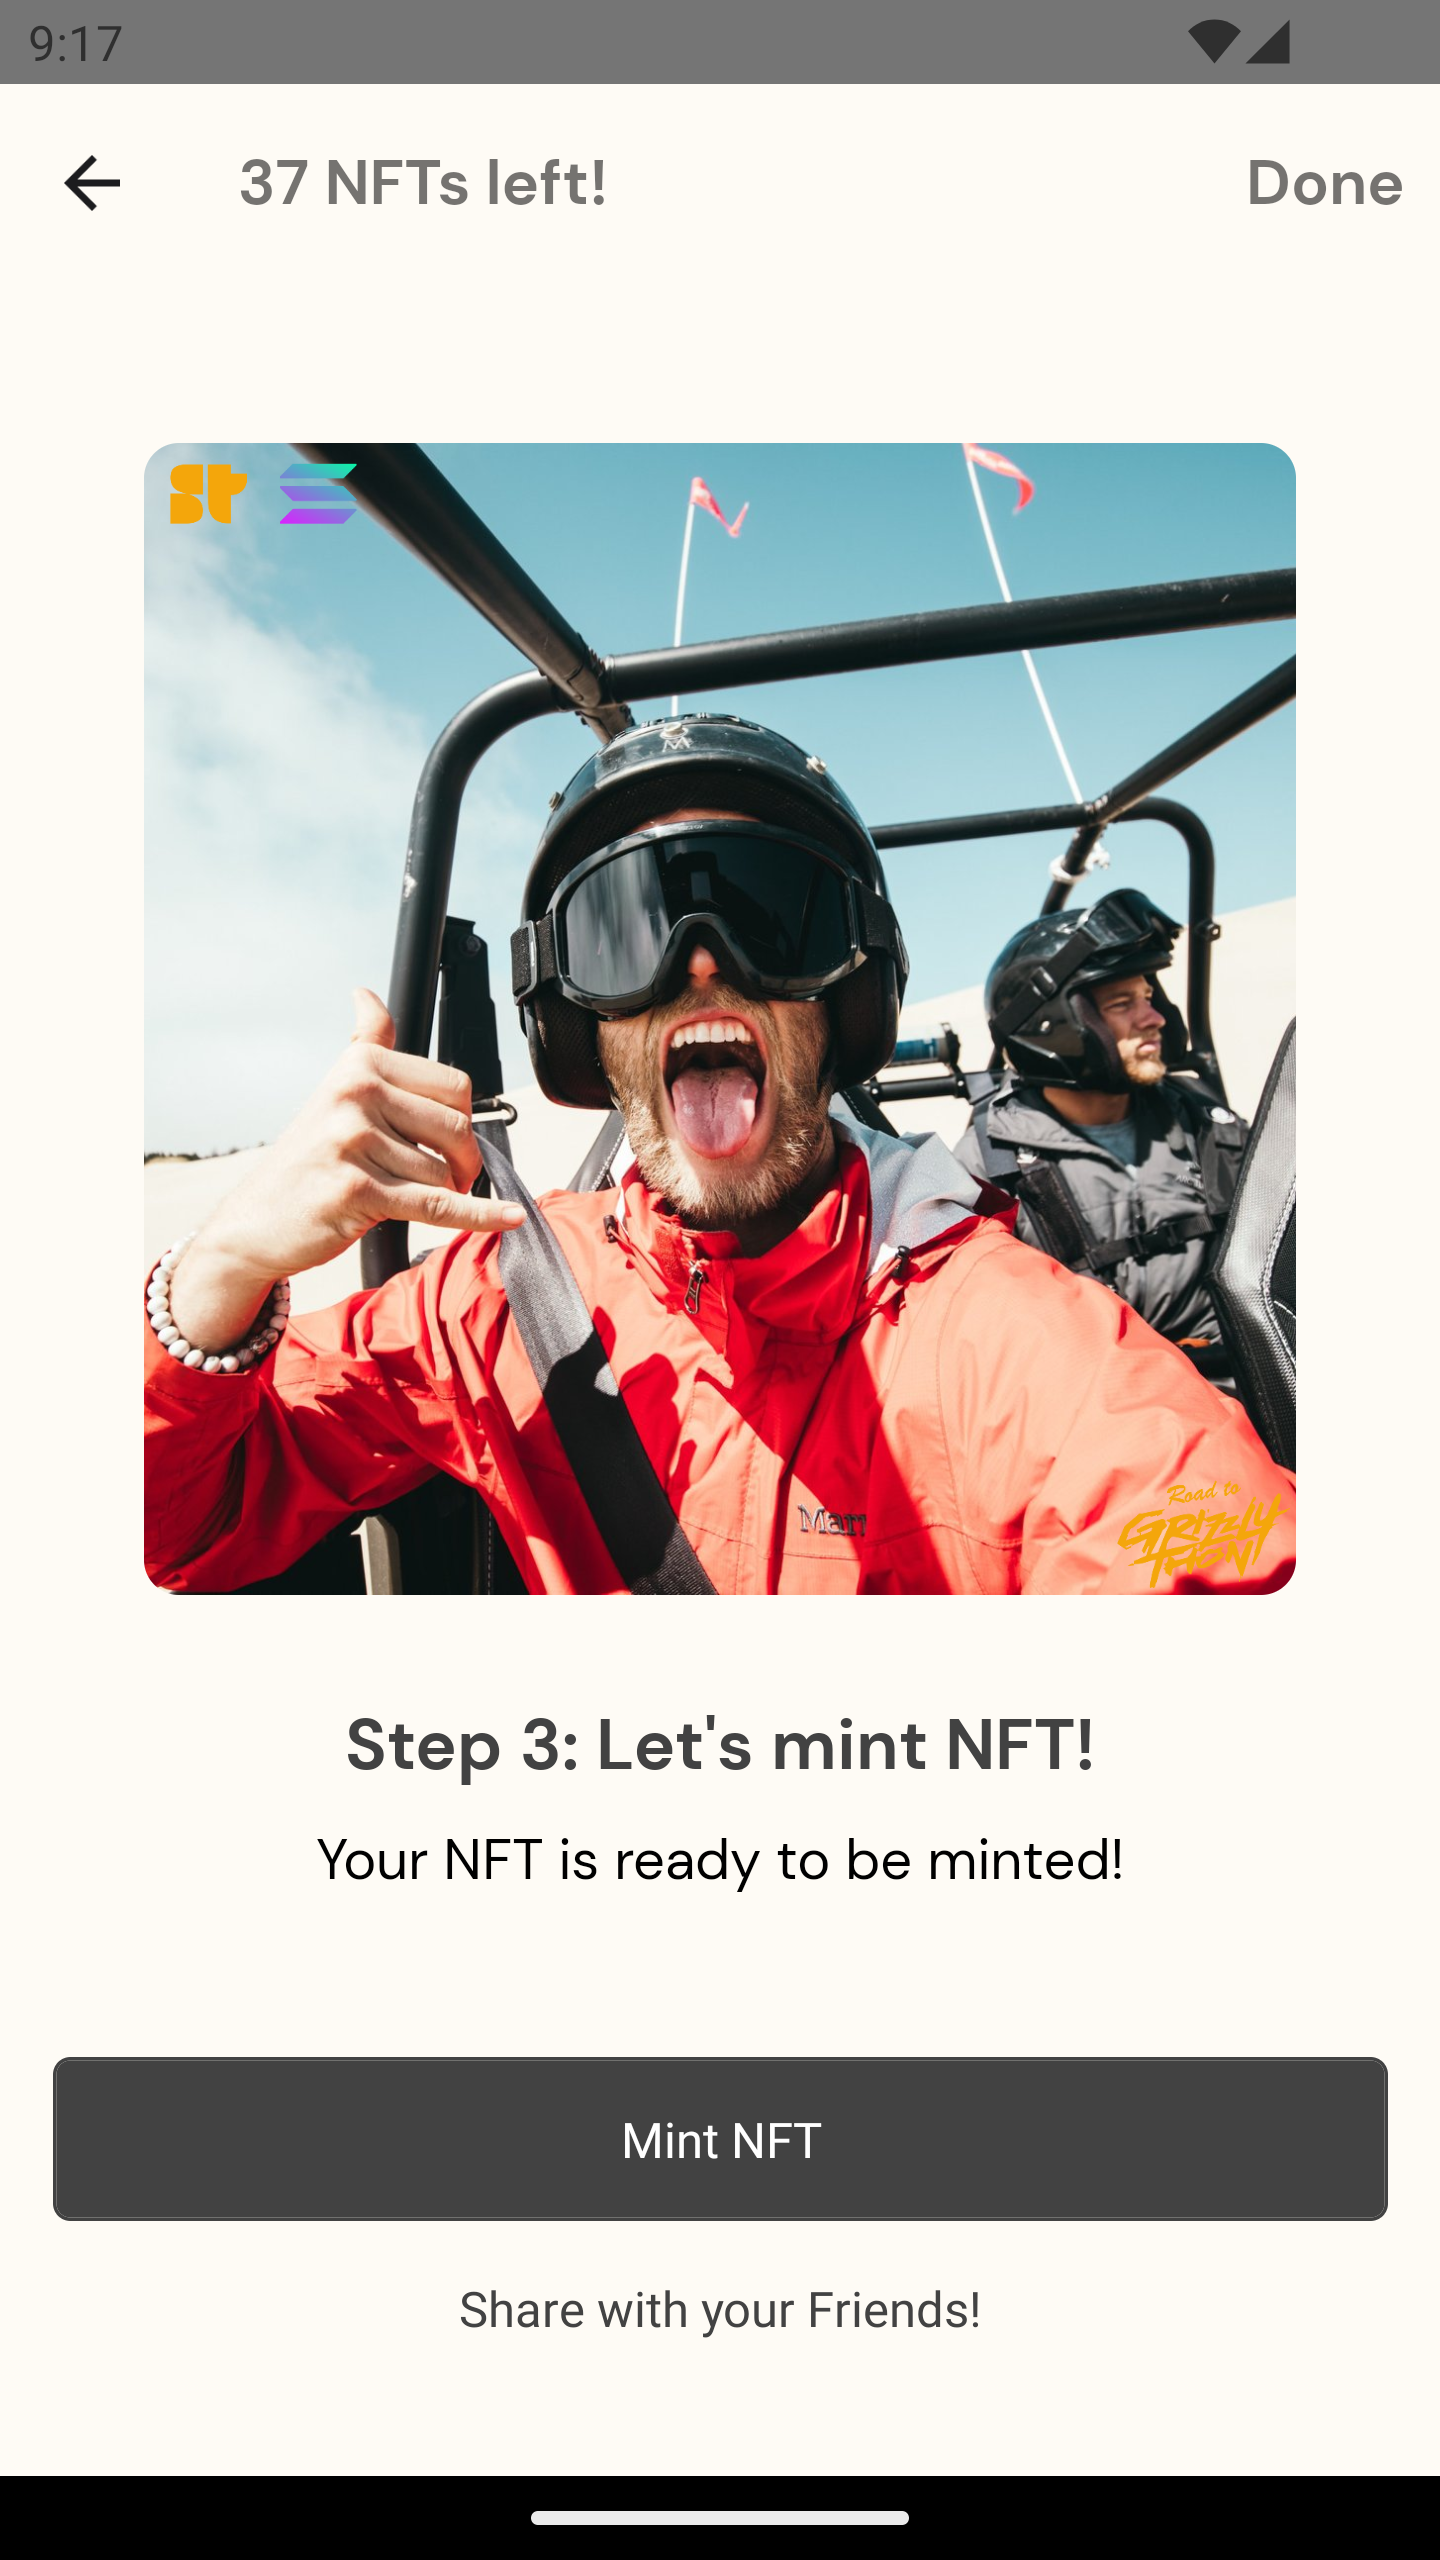 9:17
37 NFTs left!
Done
st
Road to
GRIZZLY
THON
Step 3: Let's mint NFT!
Your NFT is ready to be minted!
Mint NFT
Share with your Friends!